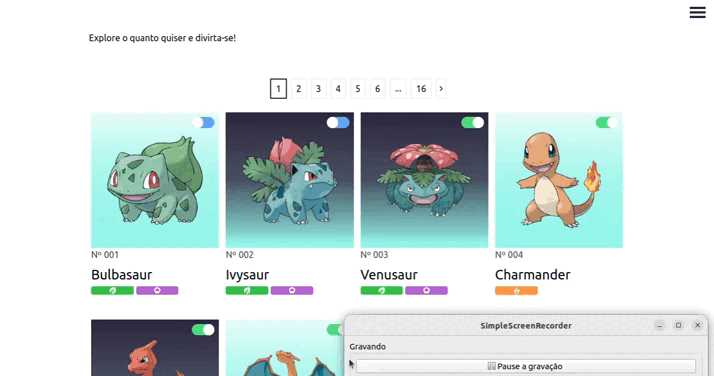 Explore o quanto quiser e divirta-se!
1 2 3 4 5 6 ... 16 >
Nº 001
Bulbasaur
Nº 002
Ivysaur
Nº 003
Venusaur
Nº 004
Charmander
SimpleScreenRecorder
Gravando
Pause a gravação